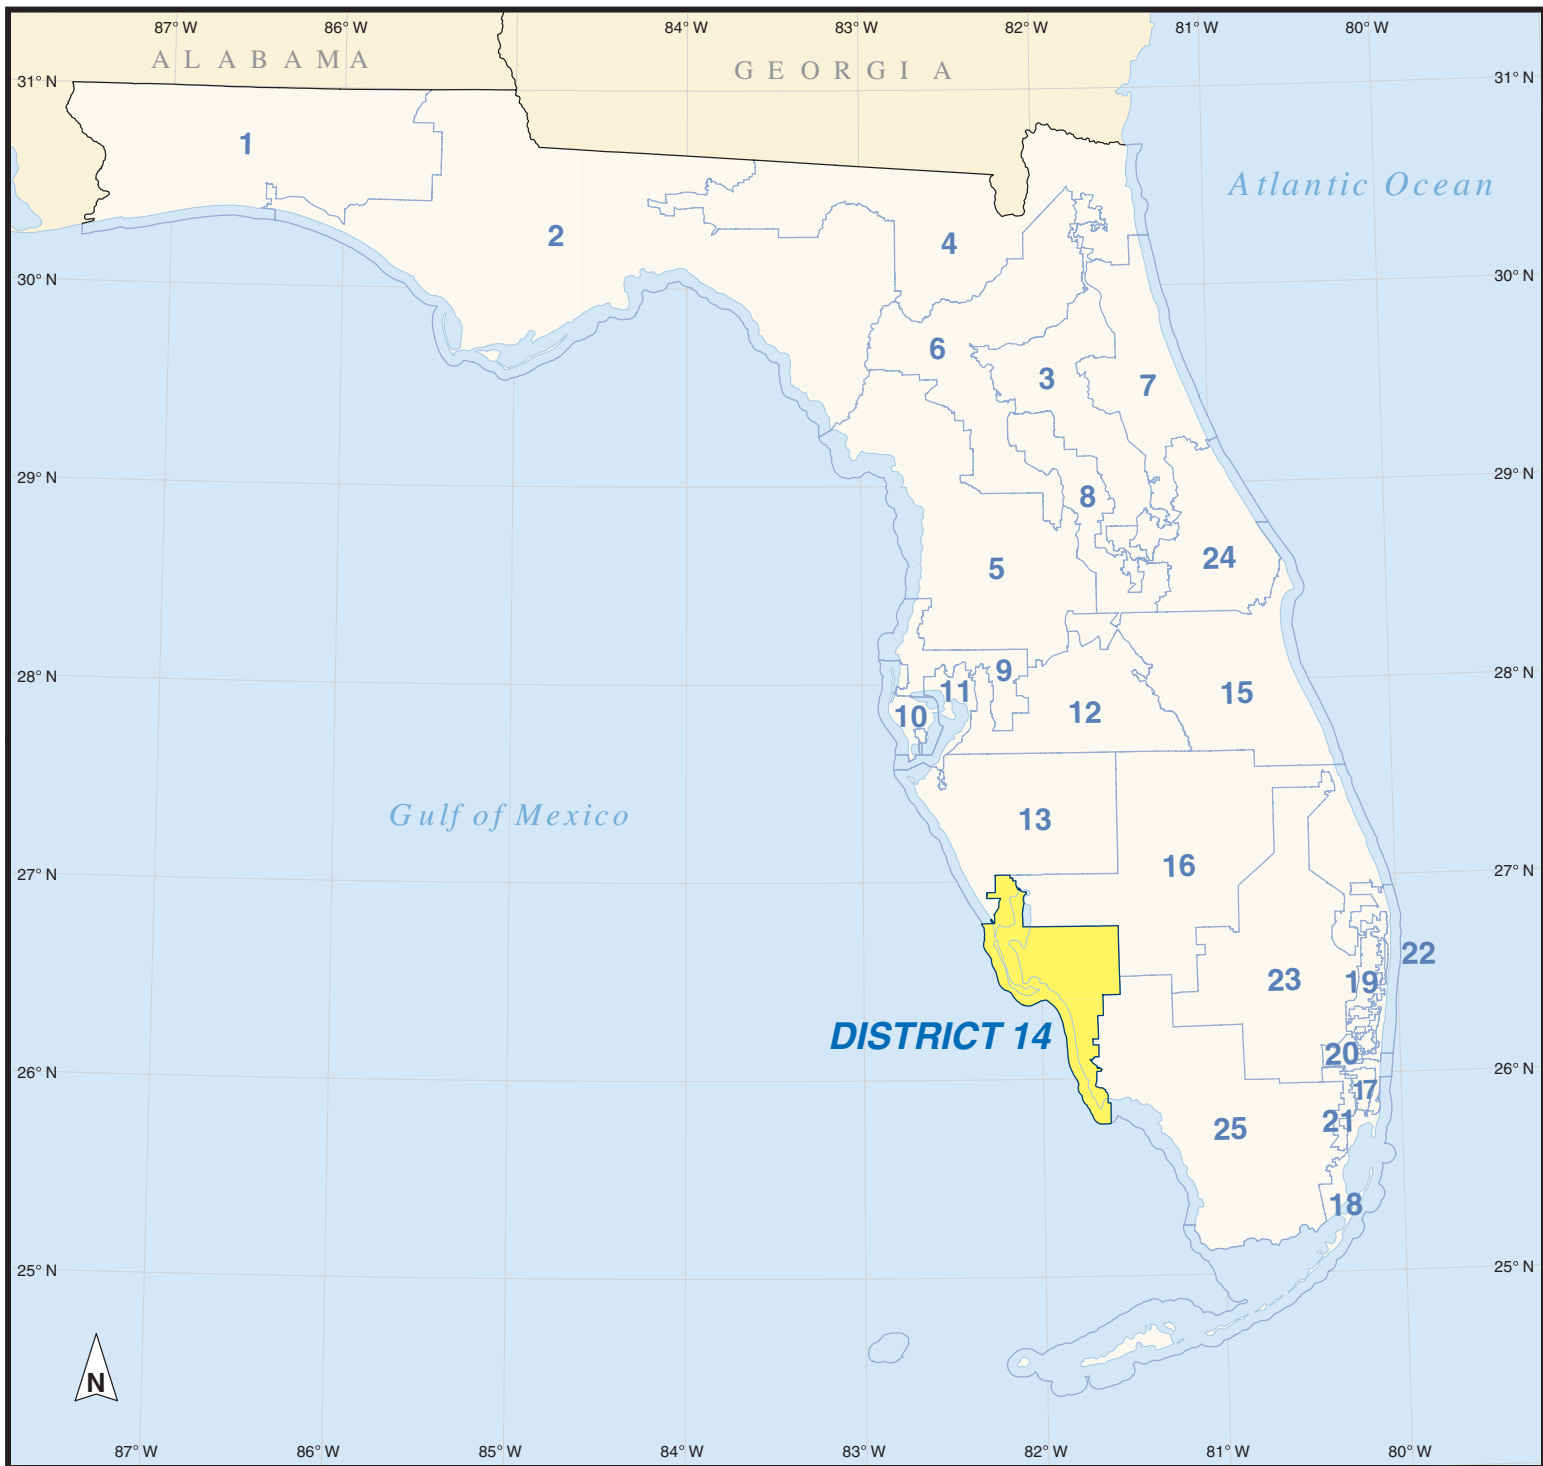 87° W 86° W 84° W 83° W 82° W 81° W 80° W
ALABAMA
GEORGIA
31° N 31° N
1
Atlantic Ocean
2
4
30° N 30° N
6
3
7
29° N 29° N
8
24
5
9
28° N 28° N
11
15
10
12
Gulf of Mexico
13
16
27° N 27° N
22
23
19
DISTRICT 14
20
26° N 26° N
17
21
25
18
25° N 25° N
N
87° W 86° W 85° W 84° W 83° W 82° W 81° W 80° W